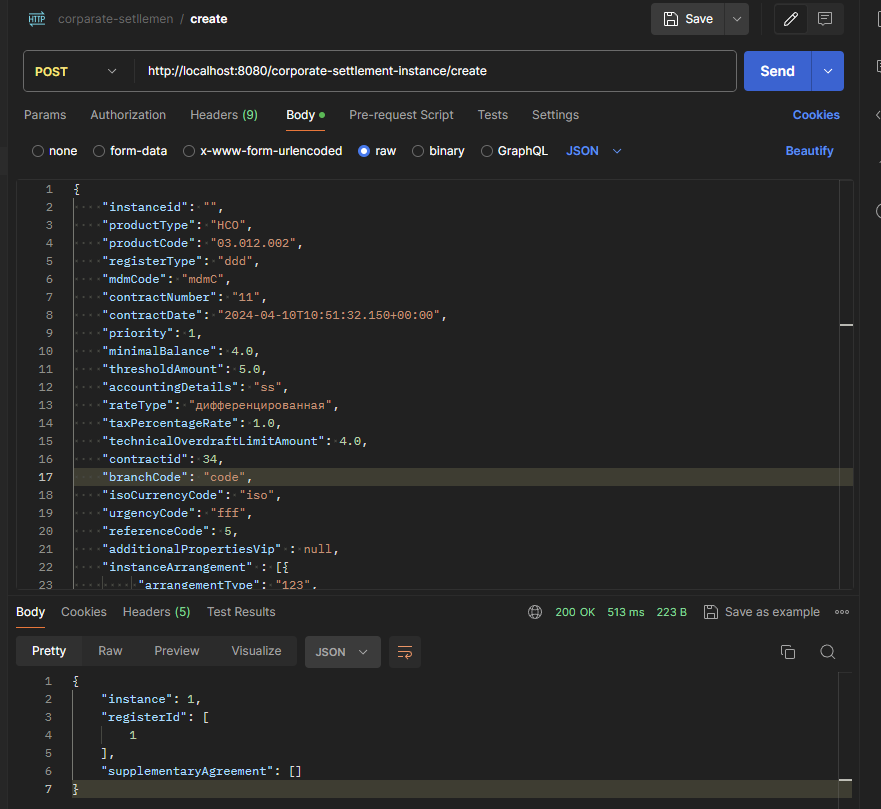 HTTP corparate-setllemen / create Save
POST http://localhost:8080/corporate-settlement-instance/create Send
Params Authorization Headers (9) Body Pre-request Script Tests Settings Cookies
none form-data x-www-form-urlencoded raw binary GraphQL JSON Beautify
1 {
2 "instanceid": "",
3 "productType": "НСО",
4 "productCode": "03.012.002",
5 "registerType": "ddd",
6 "mdmCode": "mdmC",
7 "contractNumber": "11",
8 "contractDate": "2024-04-10T10:51:32.150+00:00",
9 "priority": 1,
10 "minimalBalance": 4.0,
11 "thresholdAmount": 5.0,
12 "accountingDetails": "ss",
13 "rateType": "дифференцированная",
14 "taxPercentageRate": 1.0,
15 "technicalOverdraftLimitAmount": 4.0,
16 "contractid": 34,
17 "branchCode": "code",
18 "isoCurrencyCode": "iso",
19 "urgencyCode": "fff",
20 "referenceCode": 5,
21 "additionalPropertiesVip" : null,
22 "instanceArrangement" : [{
23 "arrangementType": "123",
Body Cookies Headers (5) Test Results 200 OK 513 ms 223 B Save as example
Pretty Raw Preview Visualize JSON
1 {
2 "instance": 1,
3 "registerId": [
4 1
5 ],
6 "supplementaryAgreement": []
7 }